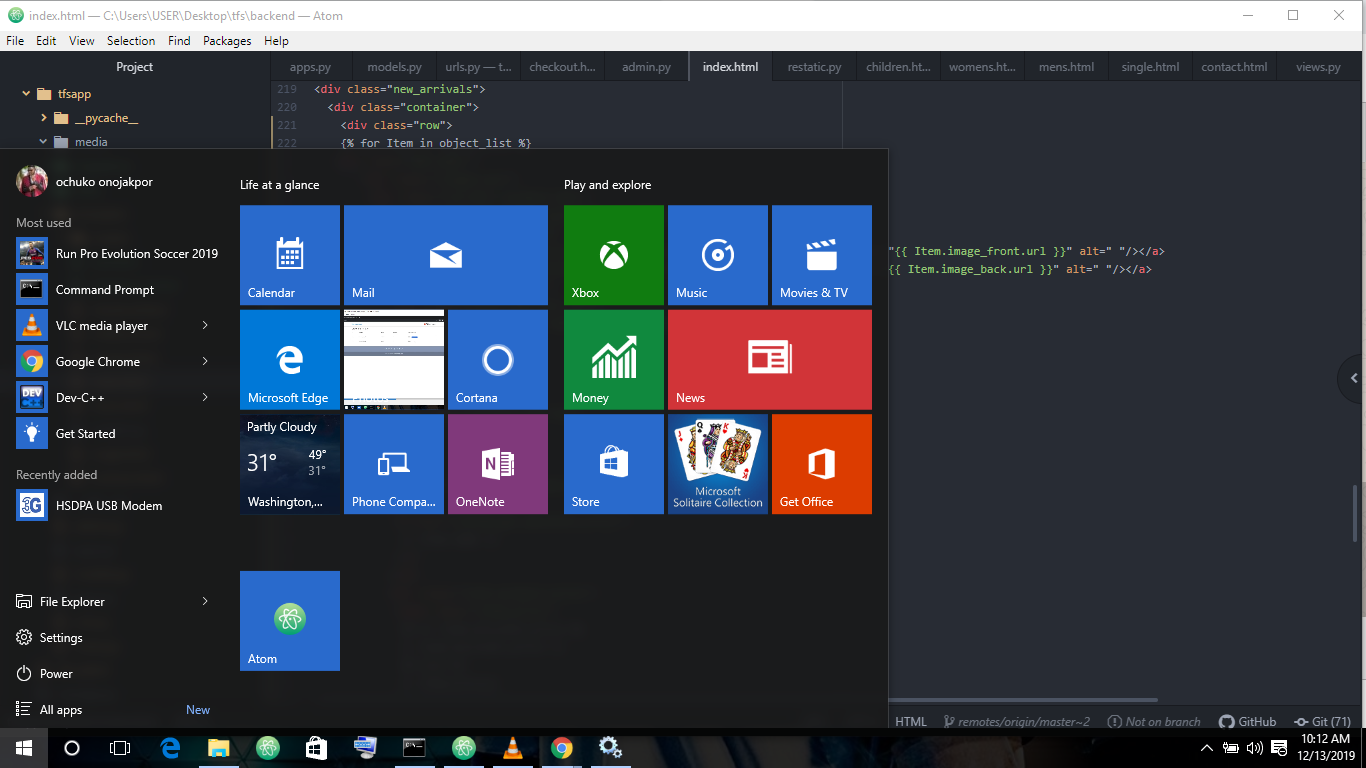 index.html — C:\Users\USER\Desktop\tfs\backend — Atom
File Edit View Selection Find Packages Help
Project
apps.py models.py urls.py — t... checkout.h... admin.py index.html restatic.py children.ht... womens.ht... mens.html single.html contact.html views.py
tfsapp
__pycache__
media
219 <div class="new_arrivals">
220 <div class="container">
221 <div class="row">
222 {% for Item in object_list %}
"{{ Item.image_front.url }}" alt=" "/></a>
{{ Item.image_back.url }}" alt=" "/></a>
ochuko onojakpor
Most used
Run Pro Evolution Soccer 2019
Command Prompt
VLC media player
Google Chrome
Dev-C++
Get Started
Recently added
3G
HSDPA USB Modem
File Explorer
Settings
Power
All apps New
Life at a glance
Calendar
Mail
Microsoft Edge
Cortana
Partly Cloudy
31° 49°
31°
Washington,...
Phone Compa...
OneNote
Atom
Play and explore
Xbox
Music
Movies & TV
Money
News
Store
Microsoft
Solitaire Collection
Get Office
HTML remotes/origin/master~2 Not on branch GitHub Git (71)
10:12 AM
12/13/2019